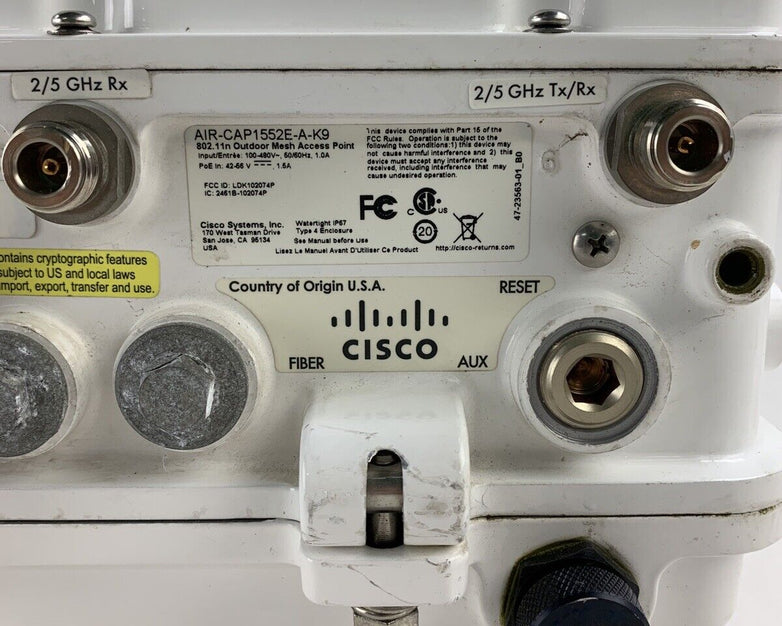 2/5 GHz Rx
2/5 GHz Tx/Rx
AIR-CAP1552E-A-K9
802.11n Outdoor Mesh Access Point
Input/Entrée: 100-480V~, 50/60Hz, 1.0A
PoE In: 42-56 V ⎓, 1.5A
FCC ID: LDK102074P
IC: 2461B-102074P
Cisco Systems, Inc.
170 West Tasman Drive
San Jose, CA 95134
USA
Watertight IP67
Type 4 Enclosure
See Manual before Use
Lisez Le Manuel Avant D'Utiliser Ce Product
This device complies with Part 15 of the
FCC Rules. Operation is subject to the
following two conditions: 1) this device may
not cause harmful interference and 2) this
device must accept any interference
received, including interference that may
cause undesired operation.
FC
C US
20
http://cisco-returns.com
47-23563-01_B0
ontains cryptographic features
subject to US and local laws
import, export, transfer and use.
Country of Origin U.S.A.
RESET
CISCO
FIBER
AUX